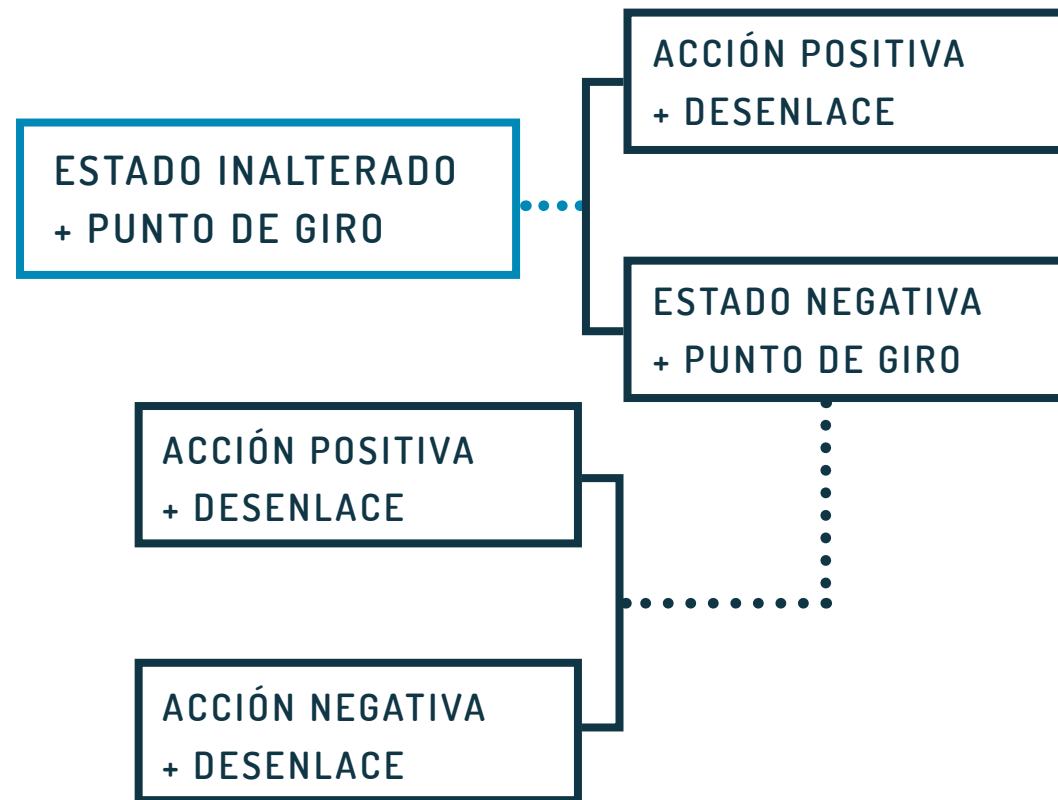 ESTADO INALTERADO
+ PUNTO DE GIRO
ACCIÓN POSITIVA
+ DESENLACE
ESTADO NEGATIVA
+ PUNTO DE GIRO
ACCIÓN POSITIVA
+ DESENLACE
ACCIÓN NEGATIVA
+ DESENLACE